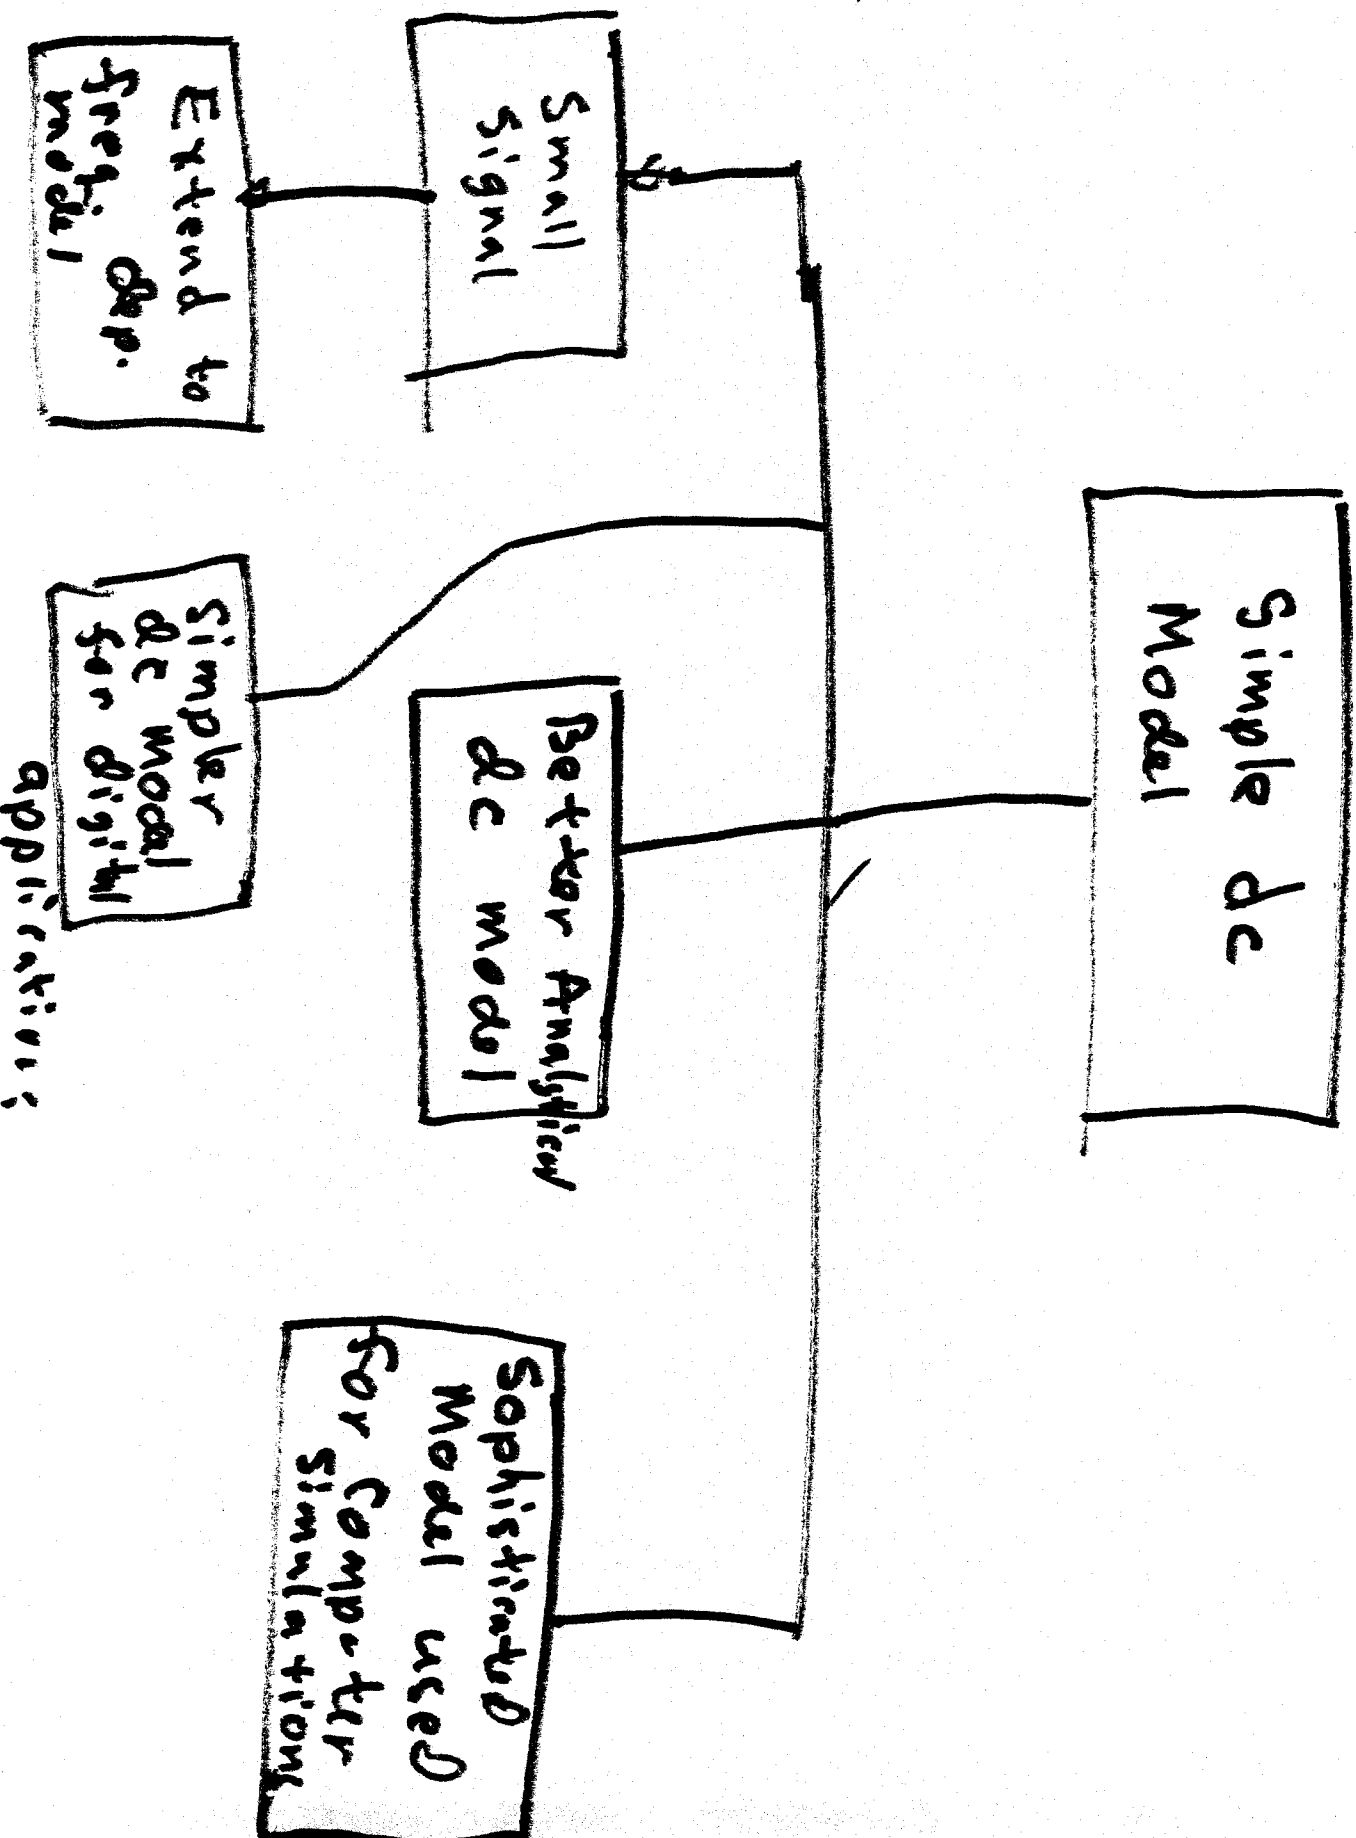 Simple dc
Model
Small
Signal
Extend to
freq. dep.
model
Better Analytical
dc model
Simpler
dc model
for digital
applications
Sophisticated
Model used
For Computer
Simulations